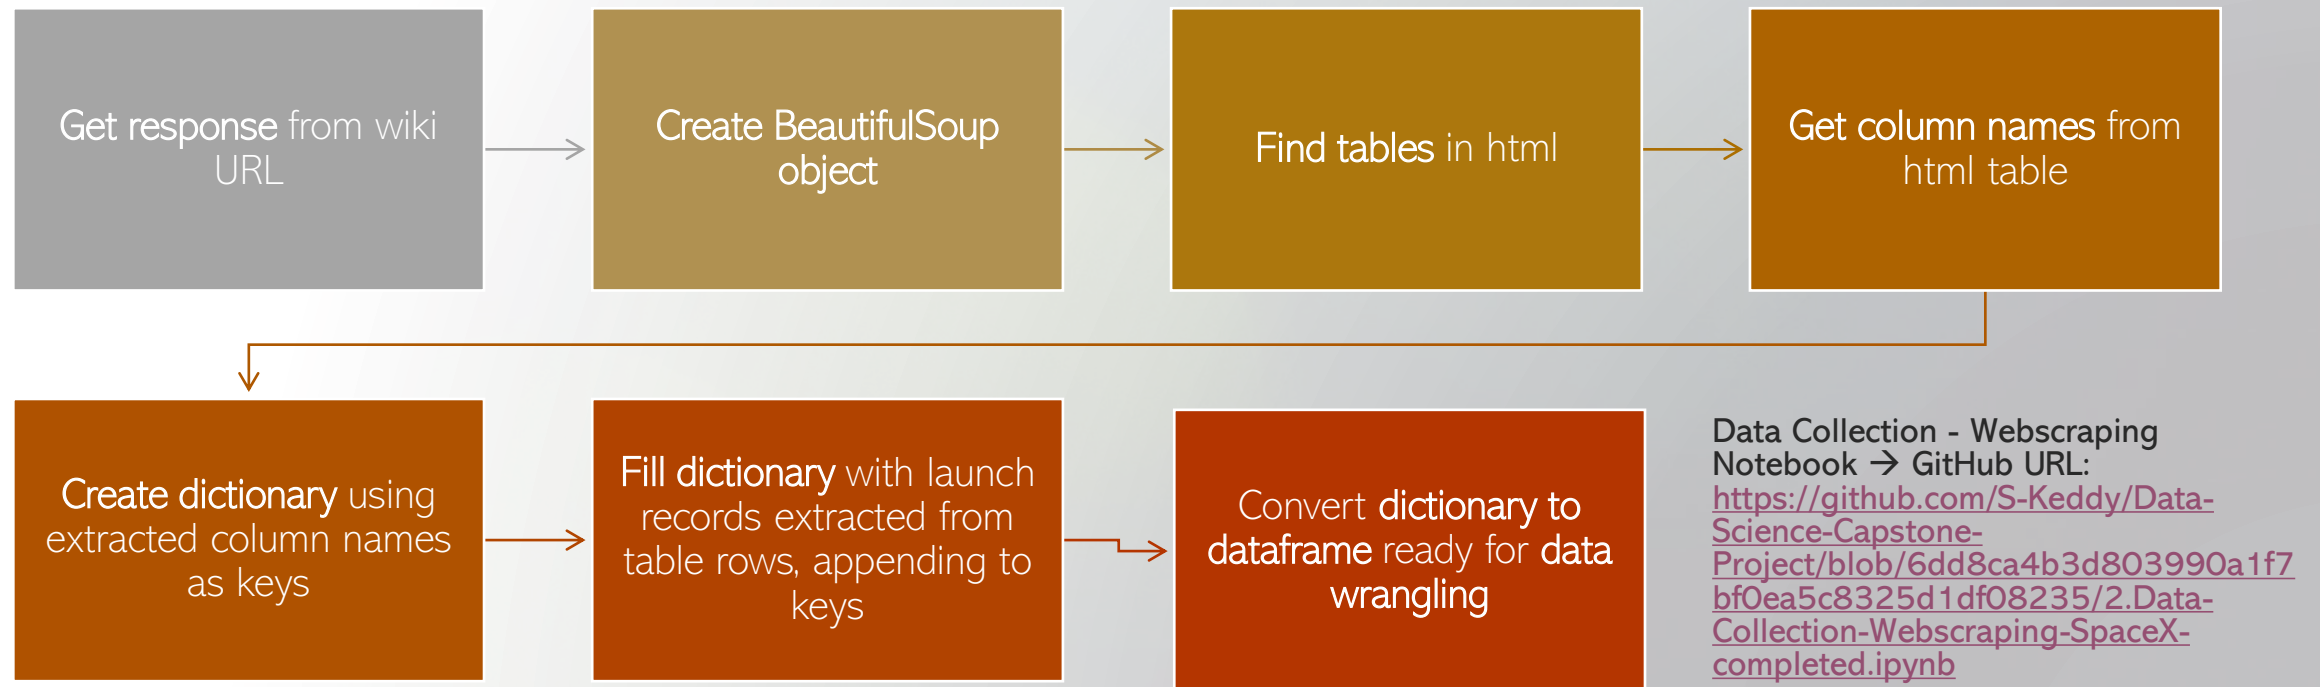 Get response from wiki
URL
Create BeautifulSoup
object
Find tables in html
Get column names from
html table
Create dictionary using
extracted column names
as keys
Fill dictionary with launch
records extracted from
table rows, appending to
keys
Convert dictionary to
dataframe ready for data
wrangling
Data Collection - Webscraping
Notebook → GitHub URL:
https://github.com/S-Keddy/Data-
Science-Capstone-
Project/blob/6dd8ca4b3d803990a1f7
bf0ea5c8325d1df08235/2.Data-
Collection-Webscraping-SpaceX-
completed.ipynb